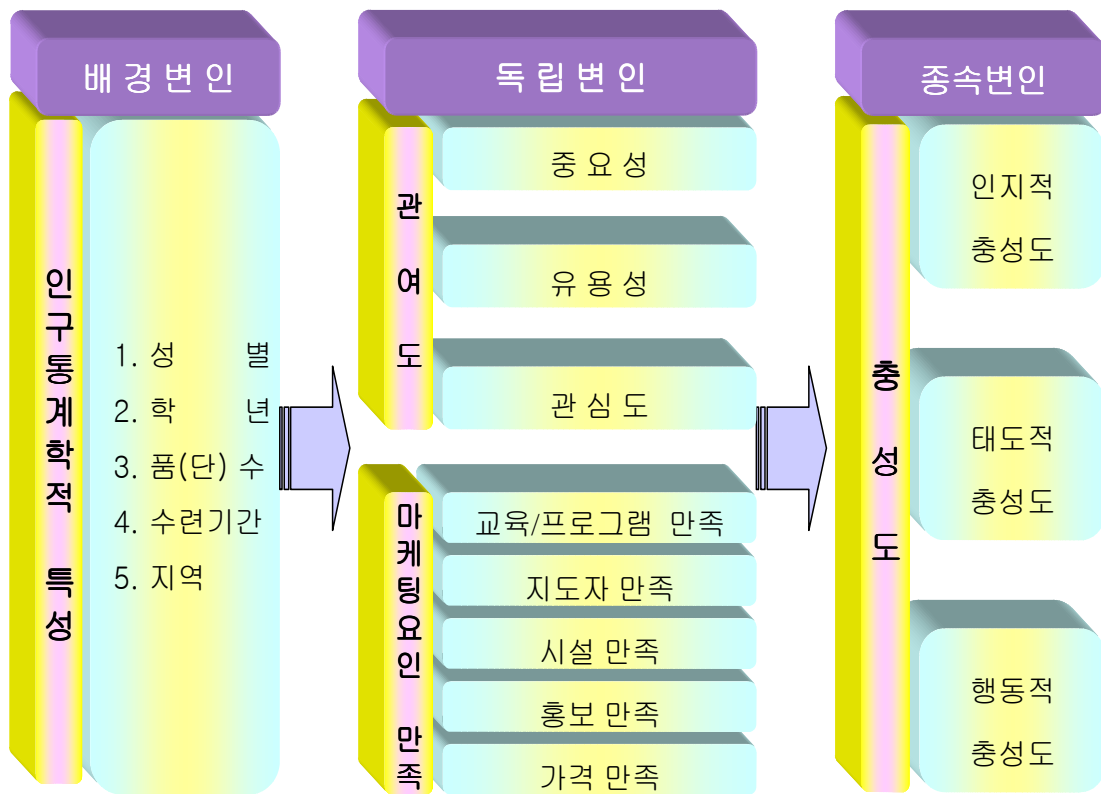 배 경 변 인
인구통계학적 특성
1. 성 별
2. 학 년
3. 품(단) 수
4. 수련기간
5. 지역
독 립 변 인
관 여 도
중 요 성
유 용 성
관 심 도
마케팅요인 만족
교육/프로그램 만족
지도자 만족
시설 만족
홍보 만족
가격 만족
종속변인
충 성 도
인지적
충성도
태도적
충성도
행동적
충성도